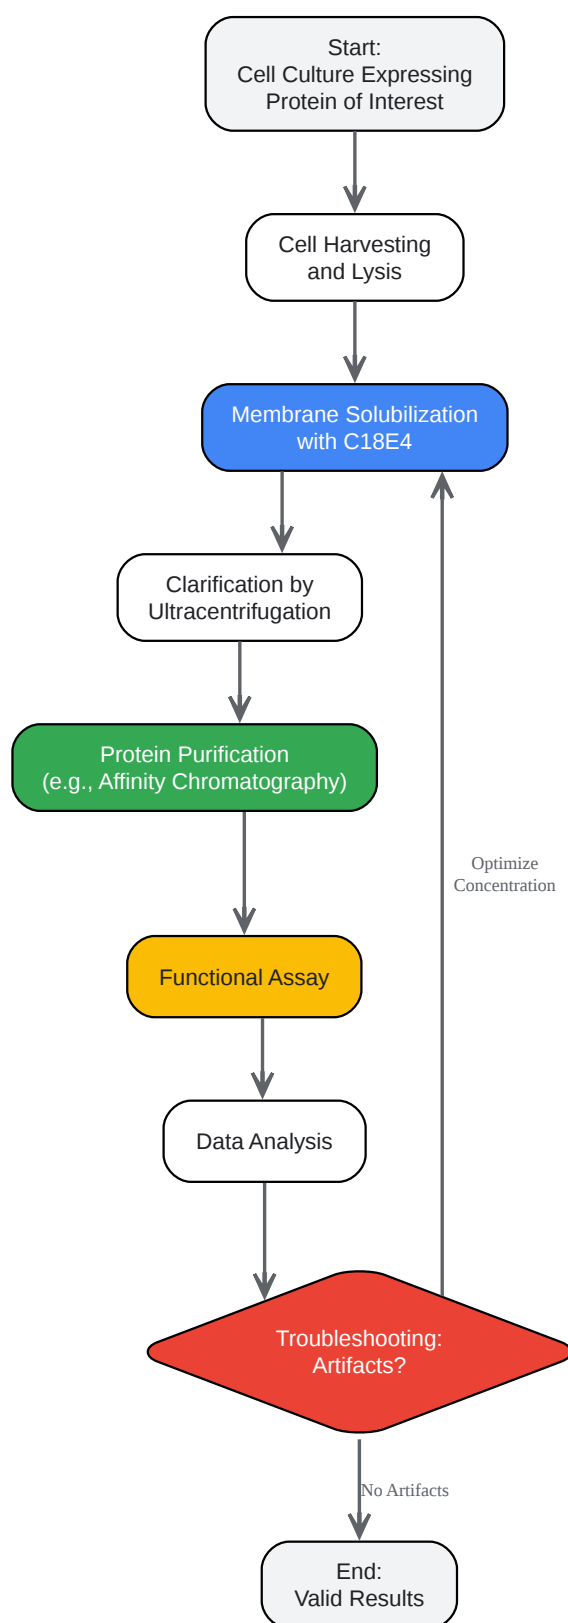 Start:
Cell Culture Expressing
Protein of Interest
Cell Harvesting
and Lysis
Membrane Solubilization
with C18E4
Clarification by
Ultracentrifugation
Protein Purification
(e.g., Affinity Chromatography)
Optimize
Concentration
Functional Assay
Data Analysis
Troubleshooting:
Artifacts?
No Artifacts
End:
Valid Results